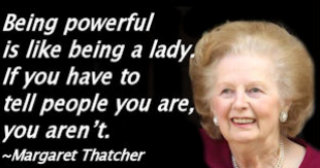 Being powerful
is like being a lady.
If you have to
tell people you are,
you aren't.
~Margaret Thatcher